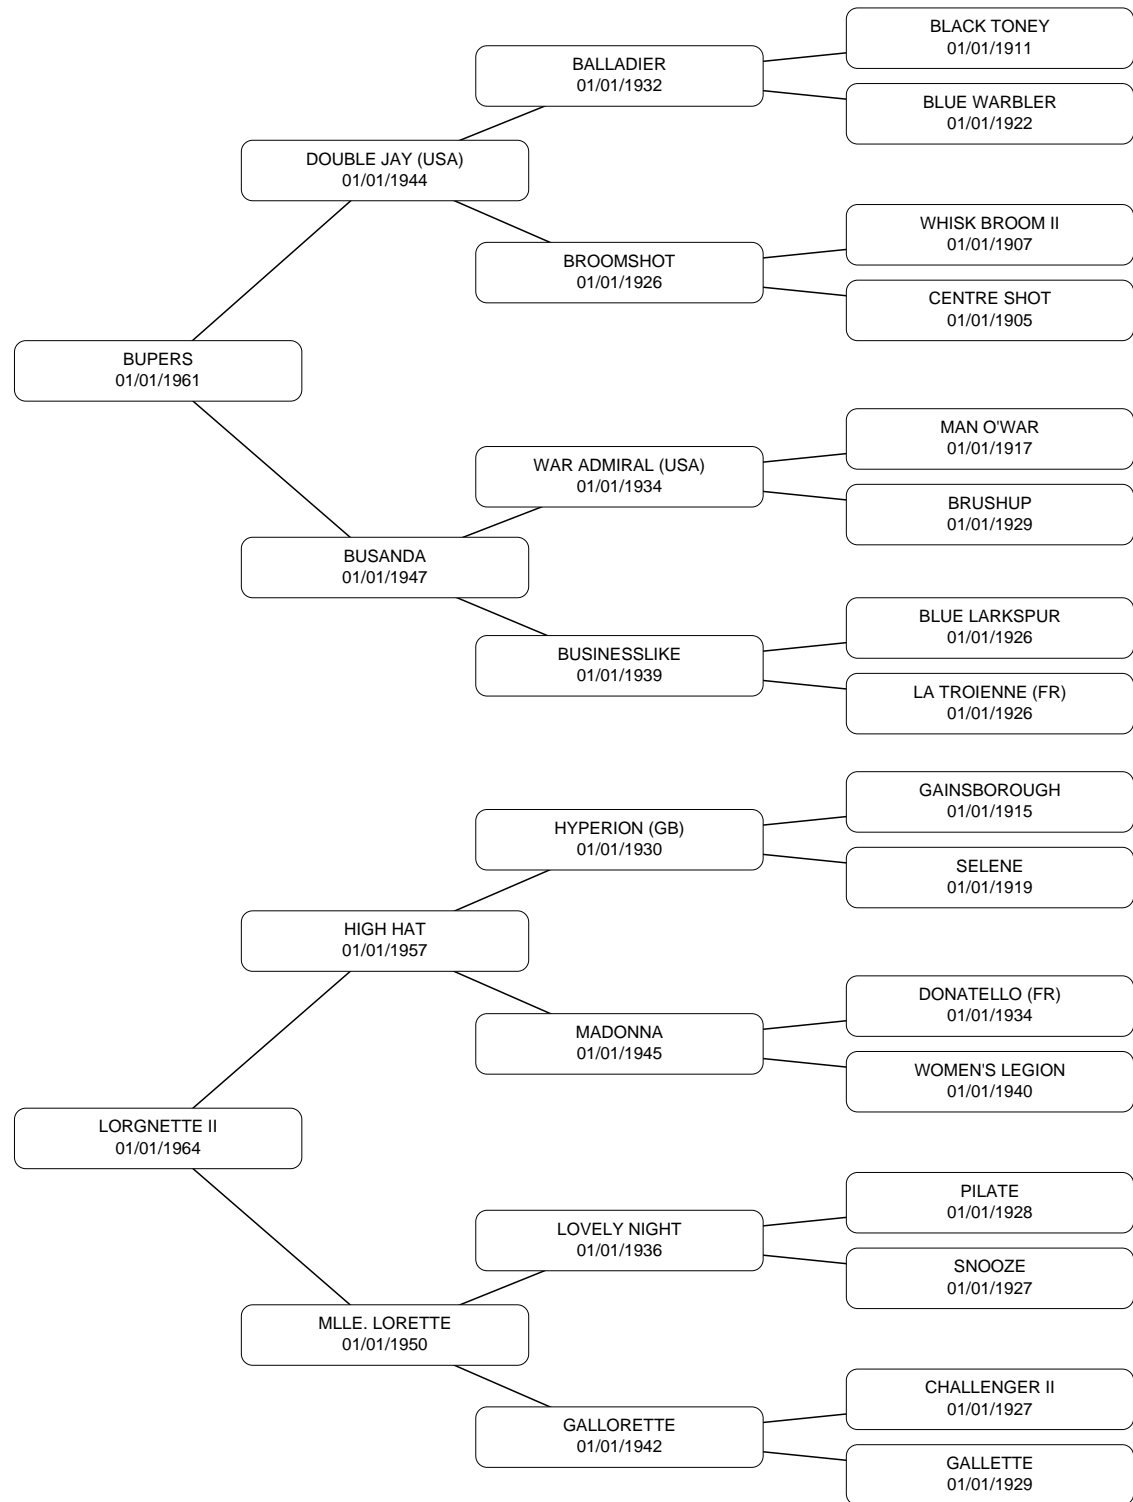 BLACK TONEY
01/01/1911
BALLADIER
01/01/1932
BLUE WARBLER
01/01/1922
DOUBLE JAY (USA)
01/01/1944
WHISK BROOM II
01/01/1907
BROOMSHOT
01/01/1926
CENTRE SHOT
01/01/1905
BUPERS
01/01/1961
MAN O'WAR
01/01/1917
WAR ADMIRAL (USA)
01/01/1934
BRUSHUP
01/01/1929
BUSANDA
01/01/1947
BLUE LARKSPUR
01/01/1926
BUSINESSLIKE
01/01/1939
LA TROIENNE (FR)
01/01/1926
GAINSBOROUGH
01/01/1915
HYPERION (GB)
01/01/1930
SELENE
01/01/1919
HIGH HAT
01/01/1957
DONATELLO (FR)
01/01/1934
MADONNA
01/01/1945
WOMEN'S LEGION
01/01/1940
LORGNETTE II
01/01/1964
PILATE
01/01/1928
LOVELY NIGHT
01/01/1936
SNOOZE
01/01/1927
MLLE. LORETTE
01/01/1950
CHALLENGER II
01/01/1927
GALLORETTE
01/01/1942
GALLETTE
01/01/1929